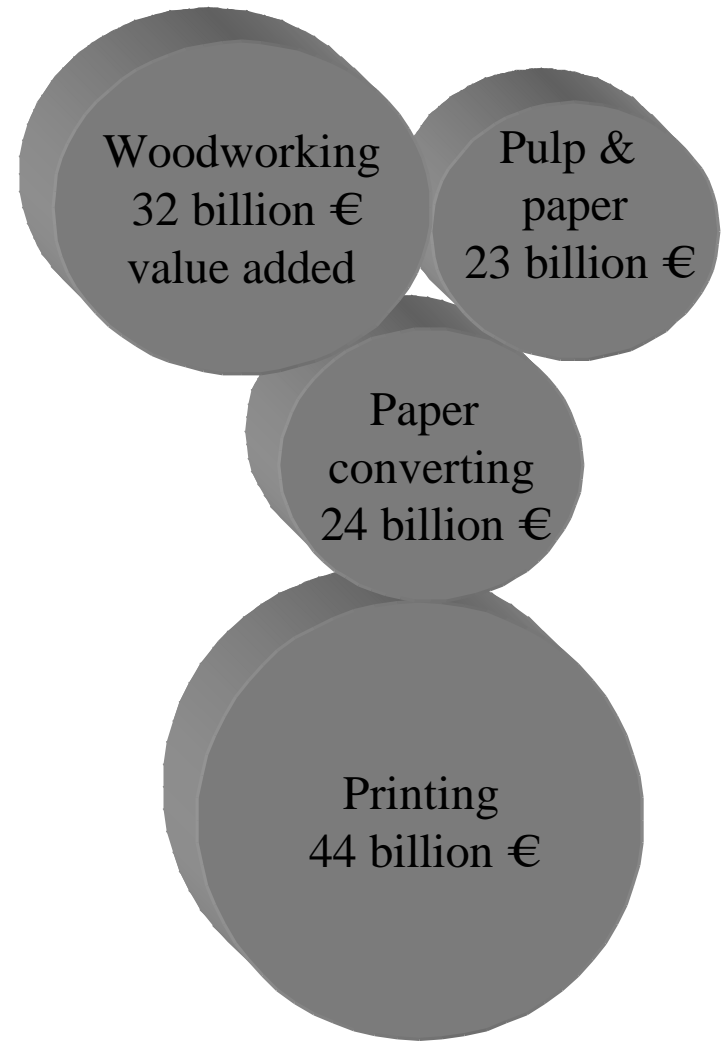 Woodworking
32 billion €
value added
Pulp &
paper
23 billion €
Paper
converting
24 billion €
Printing
44 billion €